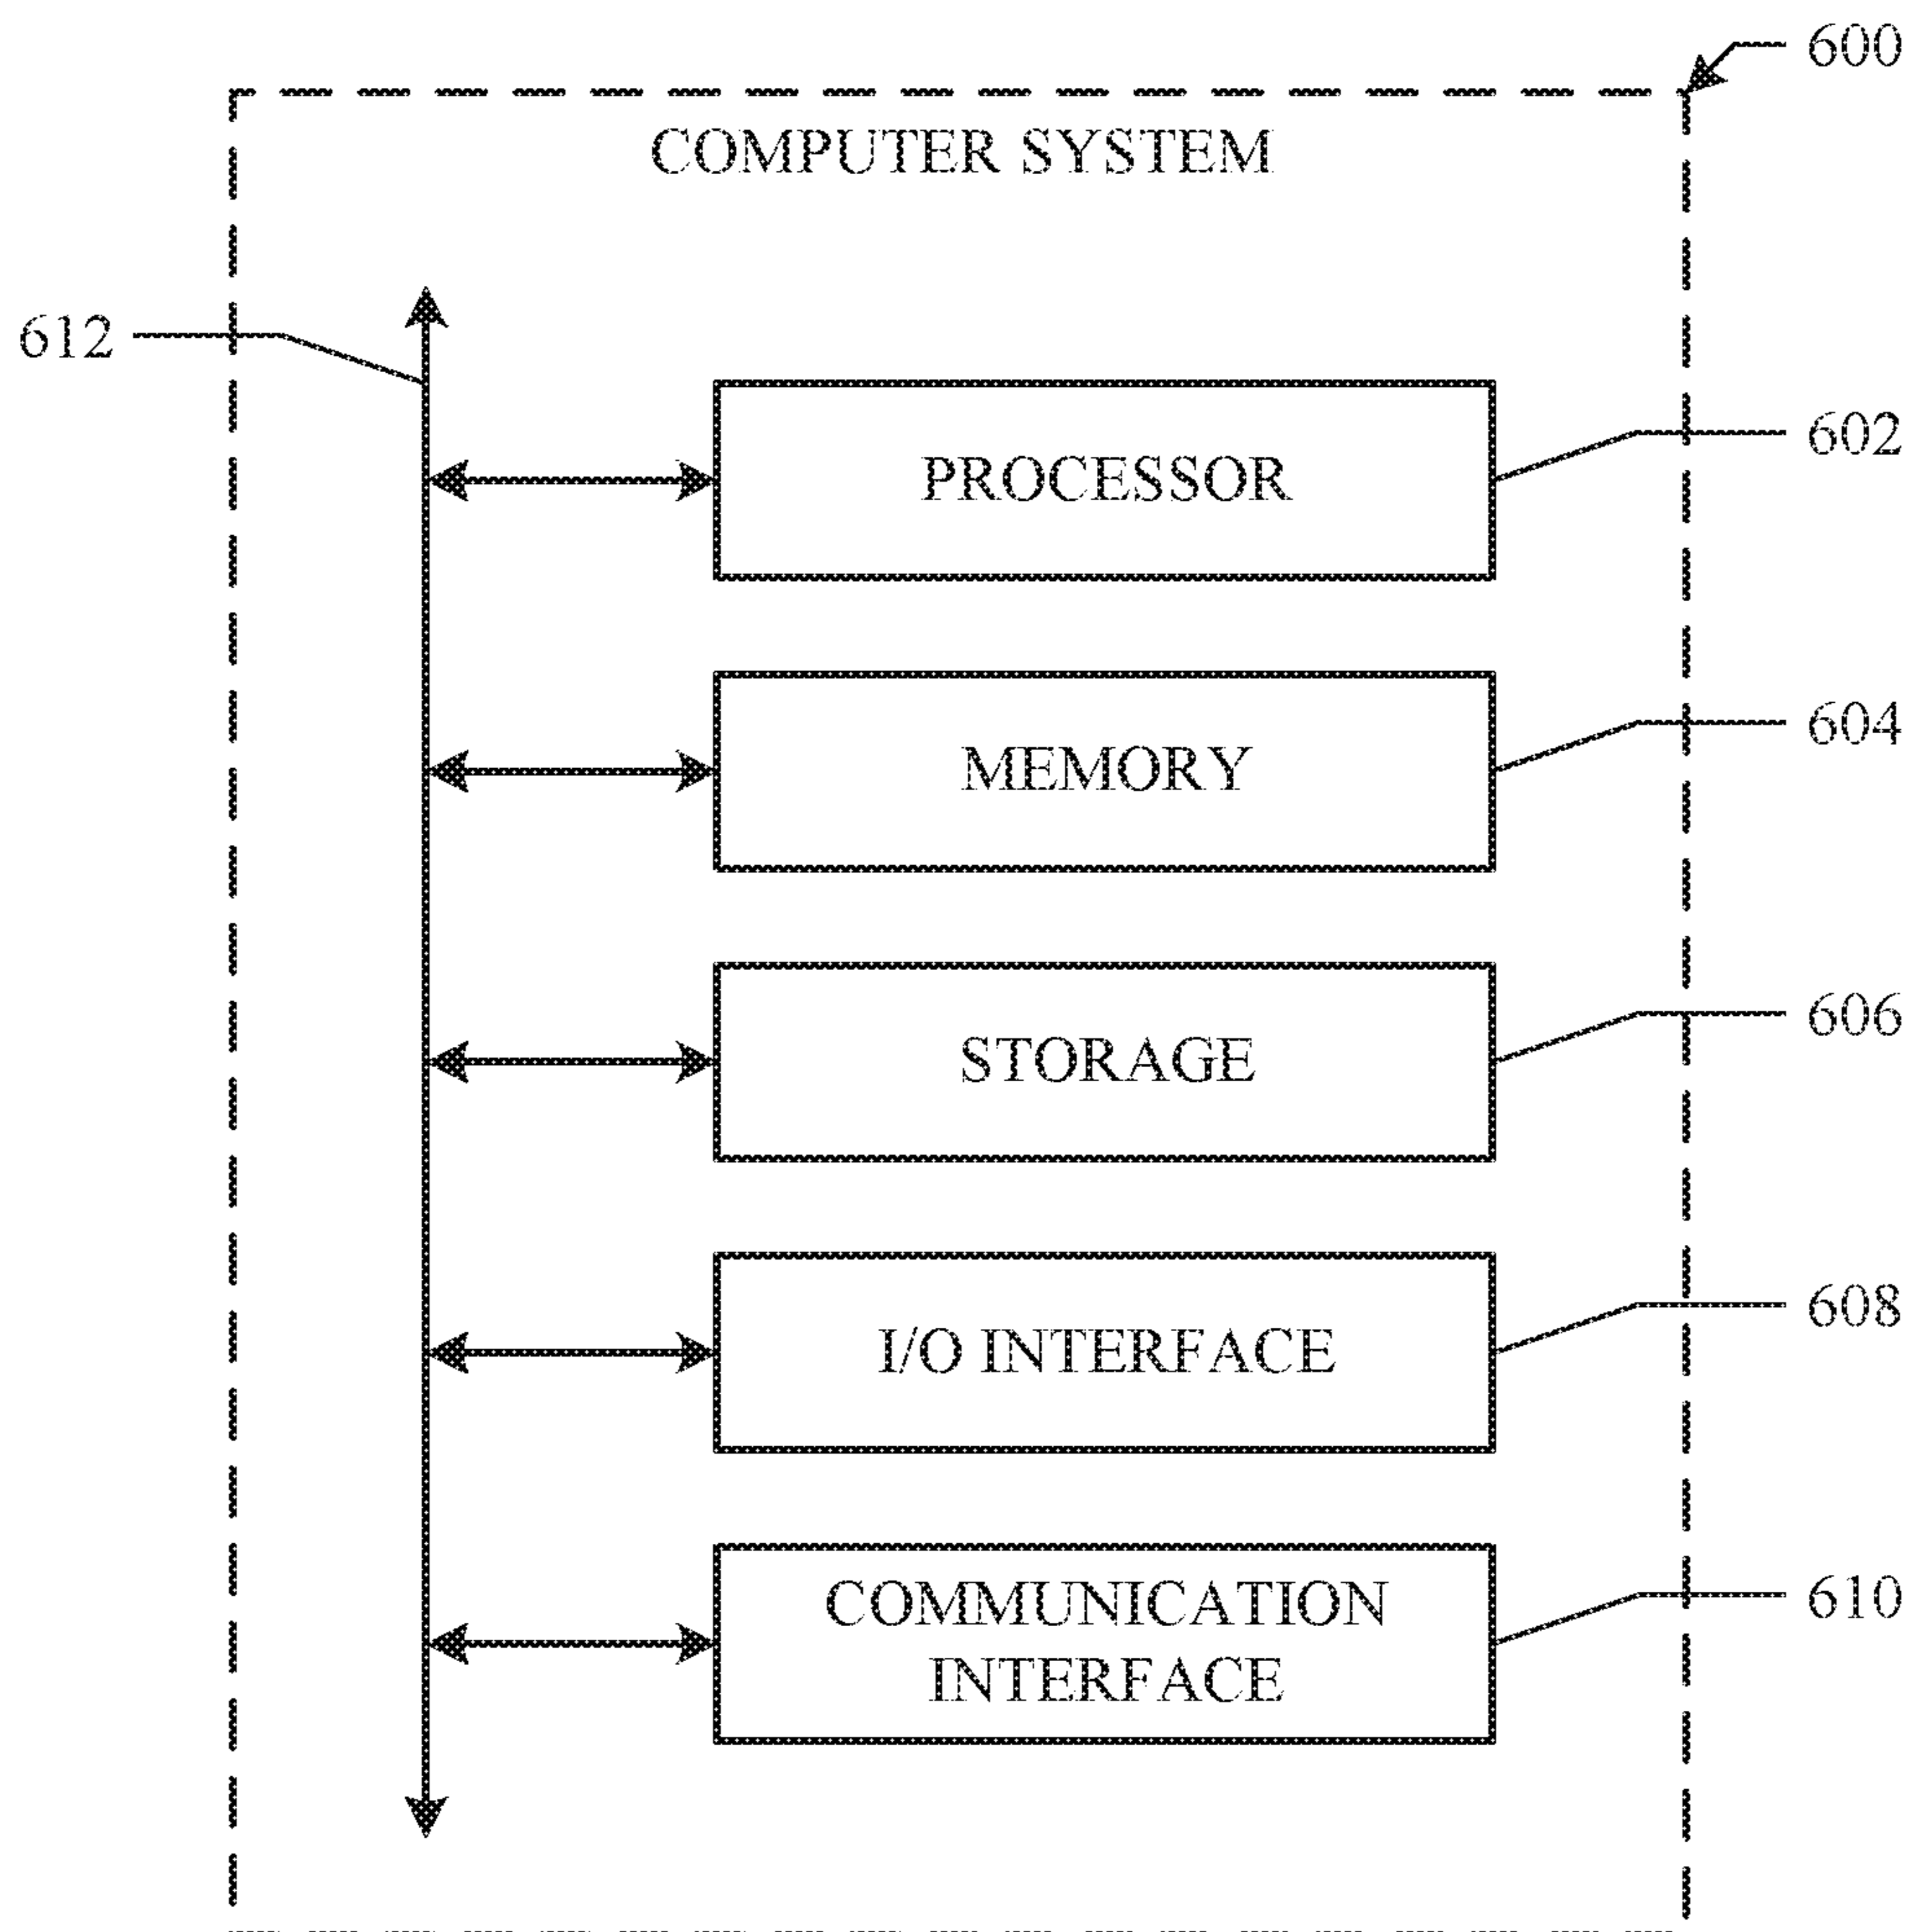 600
COMPUTER SYSTEM
612
PROCESSOR
602
MEMORY
604
STORAGE
606
I/O INTERFACE
608
COMMUNICATION
INTERFACE
610